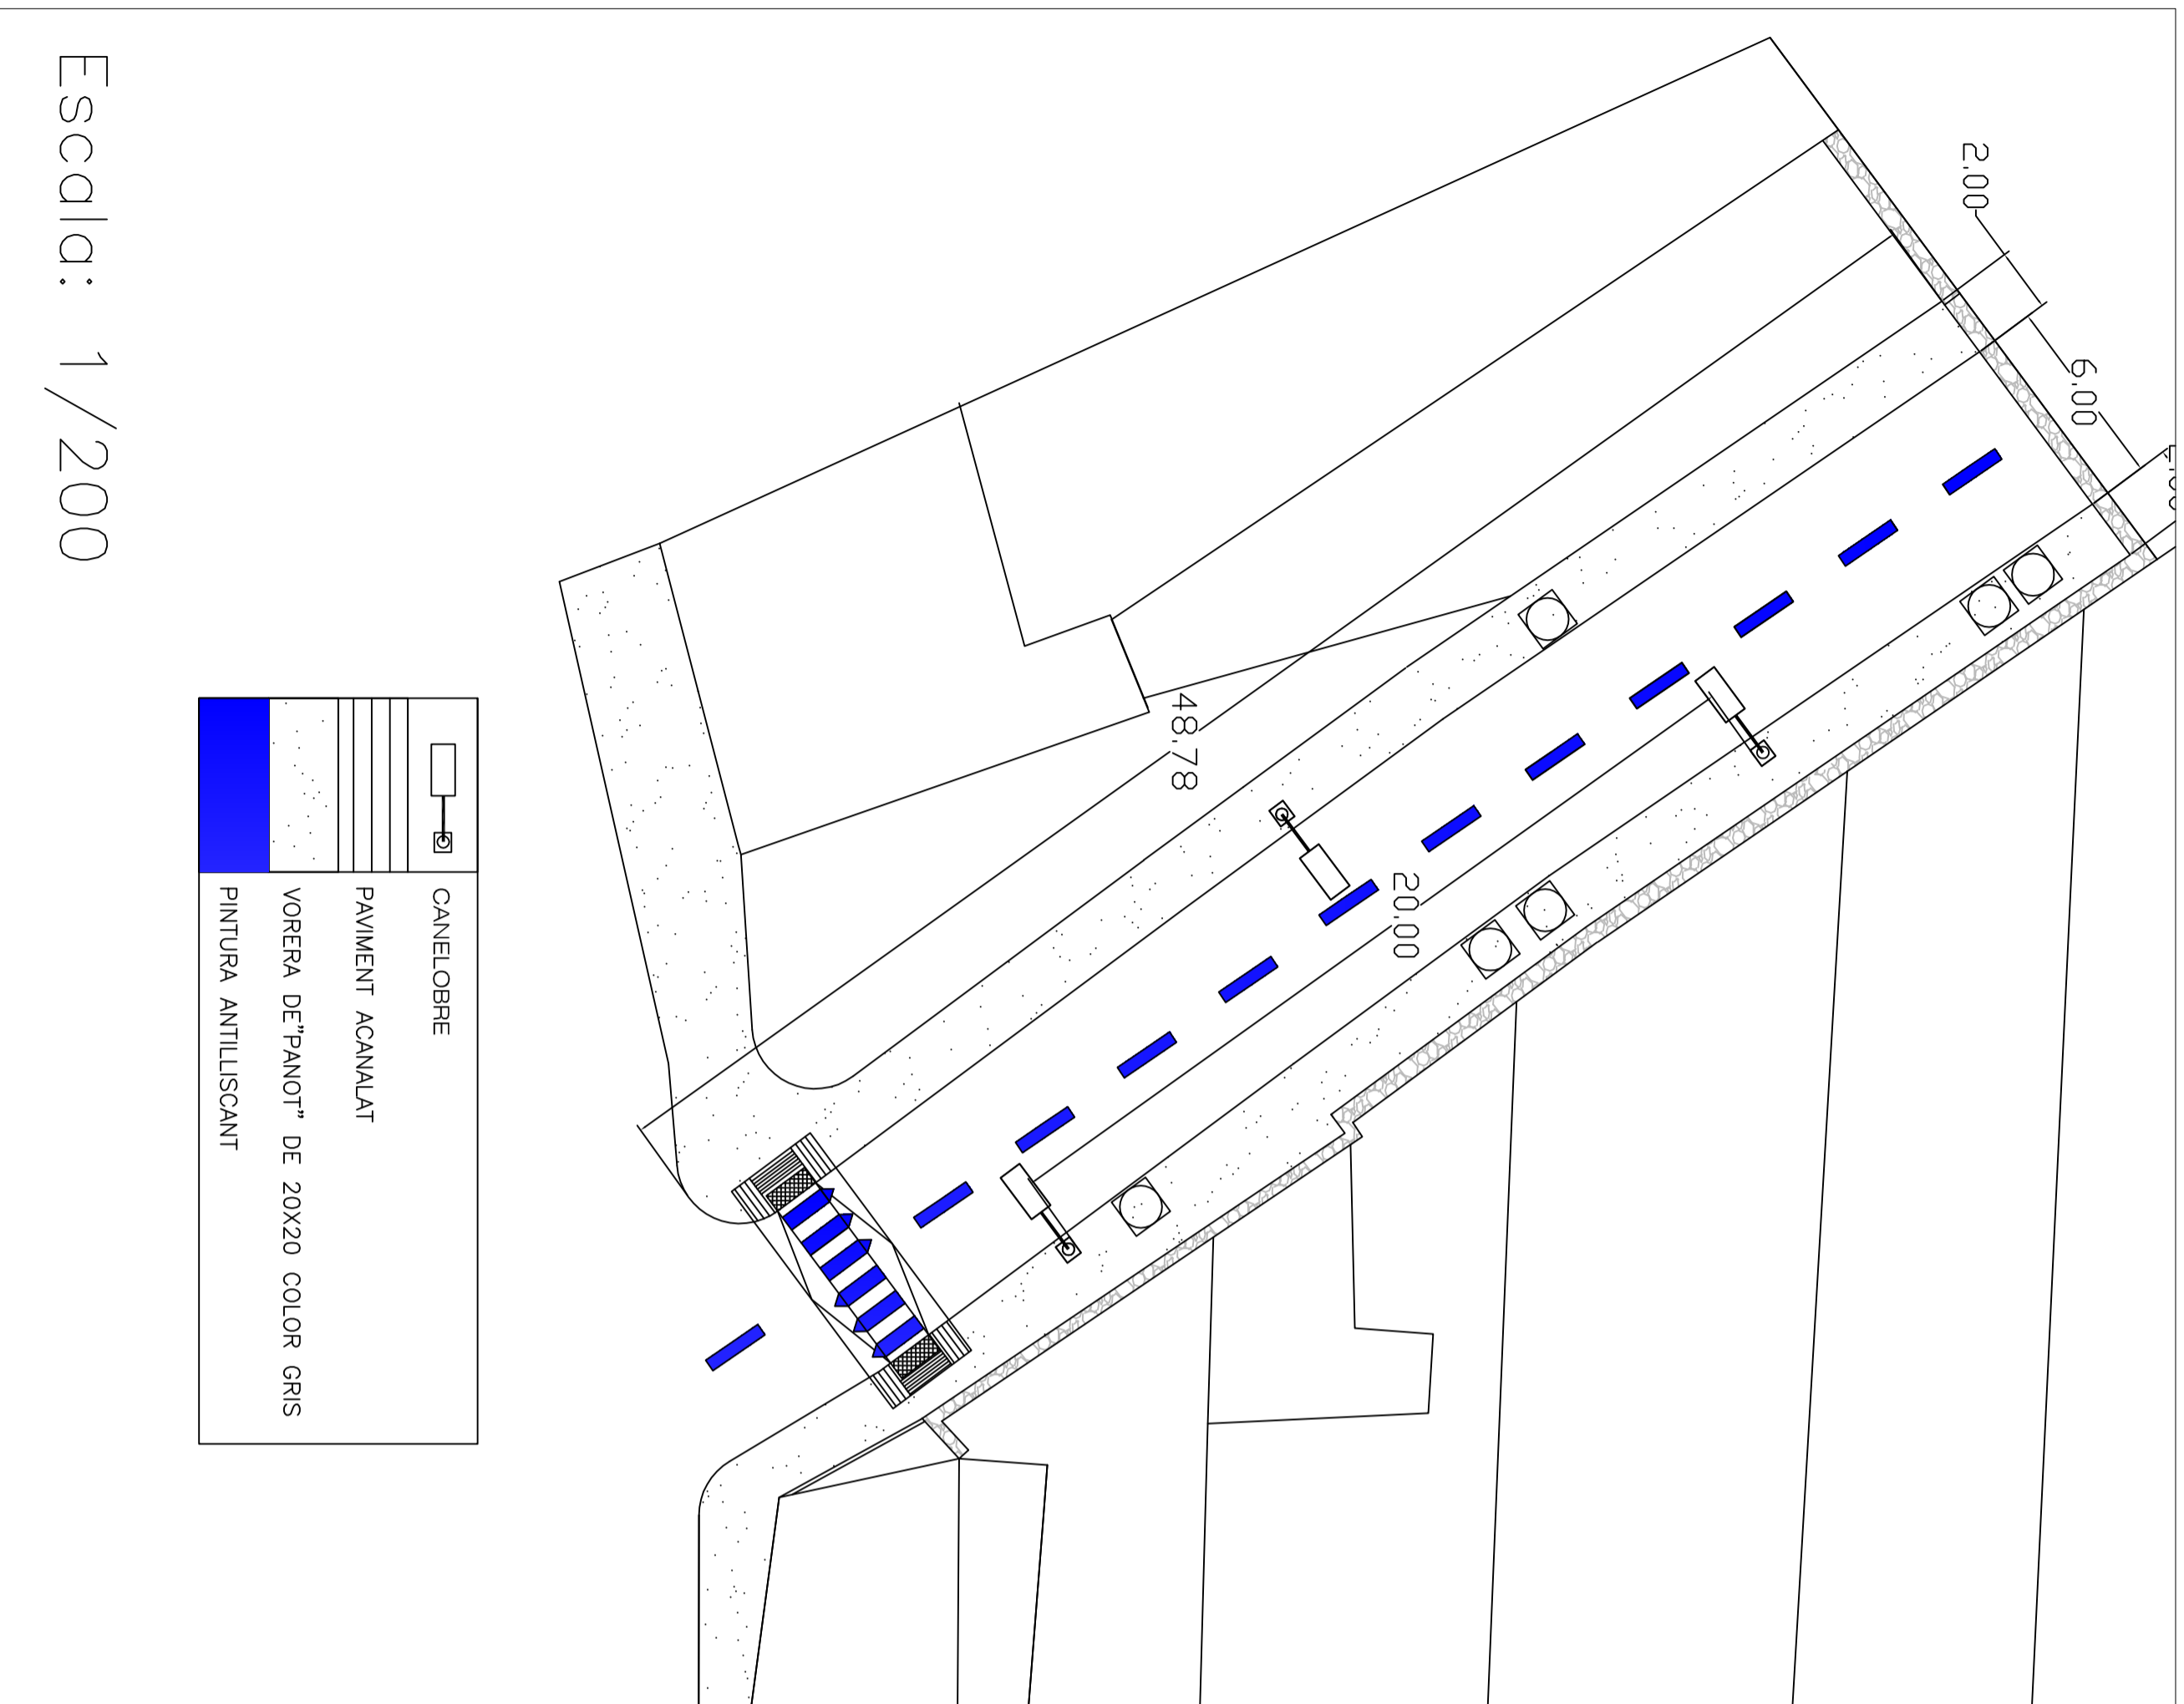 2.00
6.00
48.78
20.00
CANELOBRE
PAVIMENT ACANALAT
VORERA DE"PANOT" DE 20X20 COLOR GRIS
PINTURA ANTILLISCANT
Escala: 1/200